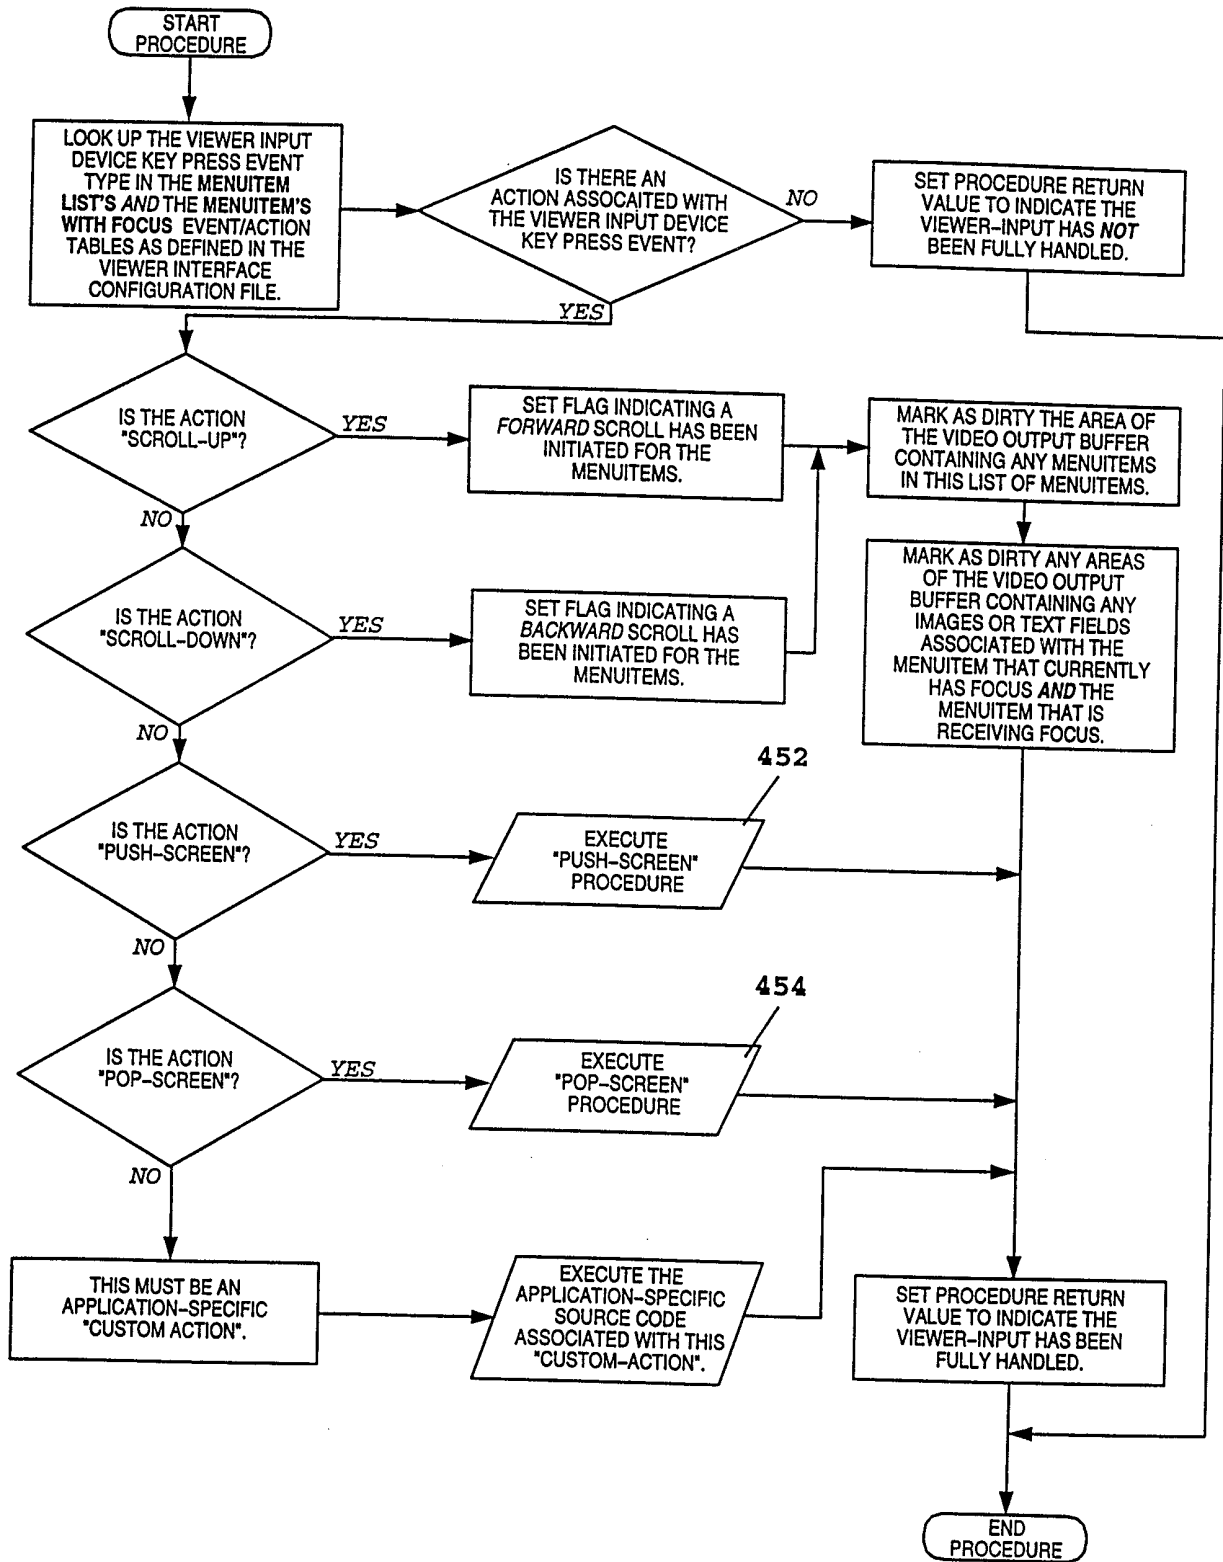 START
PROCEDURE
LOOK UP THE VIEWER INPUT
DEVICE KEY PRESS EVENT
TYPE IN THE MENUITEM
LIST'S AND THE MENUITEM'S
WITH FOCUS EVENT/ACTION
TABLES AS DEFINED IN THE
VIEWER INTERFACE
CONFIGURATION FILE.
IS THERE AN
ACTION ASSOCAITED WITH
THE VIEWER INPUT DEVICE
KEY PRESS EVENT?
NO
SET PROCEDURE RETURN
VALUE TO INDICATE THE
VIEWER-INPUT HAS NOT
BEEN FULLY HANDLED.
YES
IS THE ACTION
"SCROLL-UP"?
YES
SET FLAG INDICATING A
FORWARD SCROLL HAS BEEN
INITIATED FOR THE
MENUITEMS.
MARK AS DIRTY THE AREA OF
THE VIDEO OUTPUT BUFFER
CONTAINING ANY MENUITEMS
IN THIS LIST OF MENUITEMS.
NO
IS THE ACTION
"SCROLL-DOWN"?
YES
SET FLAG INDICATING A
BACKWARD SCROLL HAS
BEEN INITIATED FOR THE
MENUITEMS.
MARK AS DIRTY ANY AREAS
OF THE VIDEO OUTPUT
BUFFER CONTAINING ANY
IMAGES OR TEXT FIELDS
ASSOCIATED WITH THE
MENUITEM THAT CURRENTLY
HAS FOCUS AND THE
MENUITEM THAT IS
RECEIVING FOCUS.
NO
IS THE ACTION
"PUSH-SCREEN"?
YES
452
EXECUTE
"PUSH-SCREEN"
PROCEDURE
NO
IS THE ACTION
"POP-SCREEN"?
YES
454
EXECUTE
"POP-SCREEN"
PROCEDURE
NO
THIS MUST BE AN
APPLICATION-SPECIFIC
"CUSTOM ACTION".
EXECUTE THE
APPLICATION-SPECIFIC
SOURCE CODE
ASSOCIATED WITH THIS
"CUSTOM-ACTION".
SET PROCEDURE RETURN
VALUE TO INDICATE THE
VIEWER-INPUT HAS BEEN
FULLY HANDLED.
END
PROCEDURE